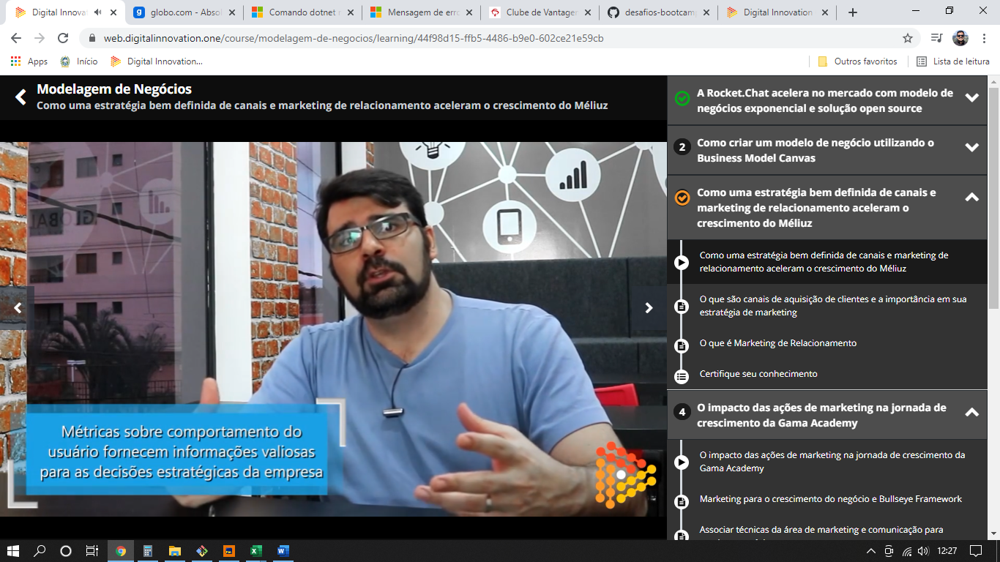 Digital Innovat
globo.com - Absol
Comando dotnet r
Mensagem de erro
Clube de Vantagen
desafios-bootcam
Digital Innovation
web.digitalinnovation.one/course/modelagem-de-negocios/learning/44f98d15-ffb5-4486-b9e0-602ce21e59cb
Apps
Início
Digital Innovation...
Outros favoritos
Lista de leitura
Modelagem de Negócios
Como uma estratégia bem definida de canais e marketing de relacionamento aceleram o crescimento do Méliuz
Métricas sobre comportamento do
usuário fornecem informações valiosas
para as decisões estratégicas da empresa
A Rocket.Chat acelera no mercado com modelo de
negócios exponencial e solução open source
2
Como criar um modelo de negócio utilizando o
Business Model Canvas
Como uma estratégia bem definida de canais e
marketing de relacionamento aceleram o
crescimento do Méliuz
Como uma estratégia bem definida de canais e marketing de
relacionamento aceleram o crescimento do Méliuz
O que são canais de aquisição de clientes e a importância em sua
estratégia de marketing
O que é Marketing de Relacionamento
Certifique seu conhecimento
4
O impacto das ações de marketing na jornada de
crescimento da Gama Academy
O impacto das ações de marketing na jornada de crescimento da
Gama Academy
Marketing para o crescimento do negócio e Bullseye Framework
Associar técnicas da área de marketing e comunicação para
12:27